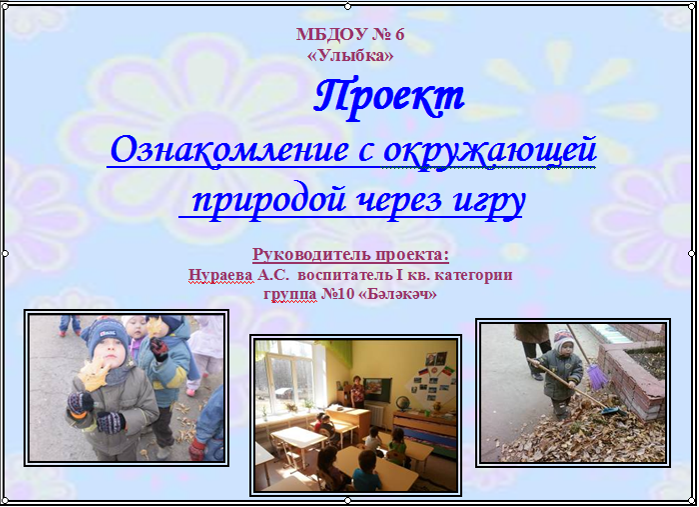 МБДОУ № 6
«Улыбка»
Проект
Ознакомление с окружающей
природой через игру
Руководитель проекта:
Нураева А.С. воспитатель I кв. категории
группа №10 «Бәләкәч»